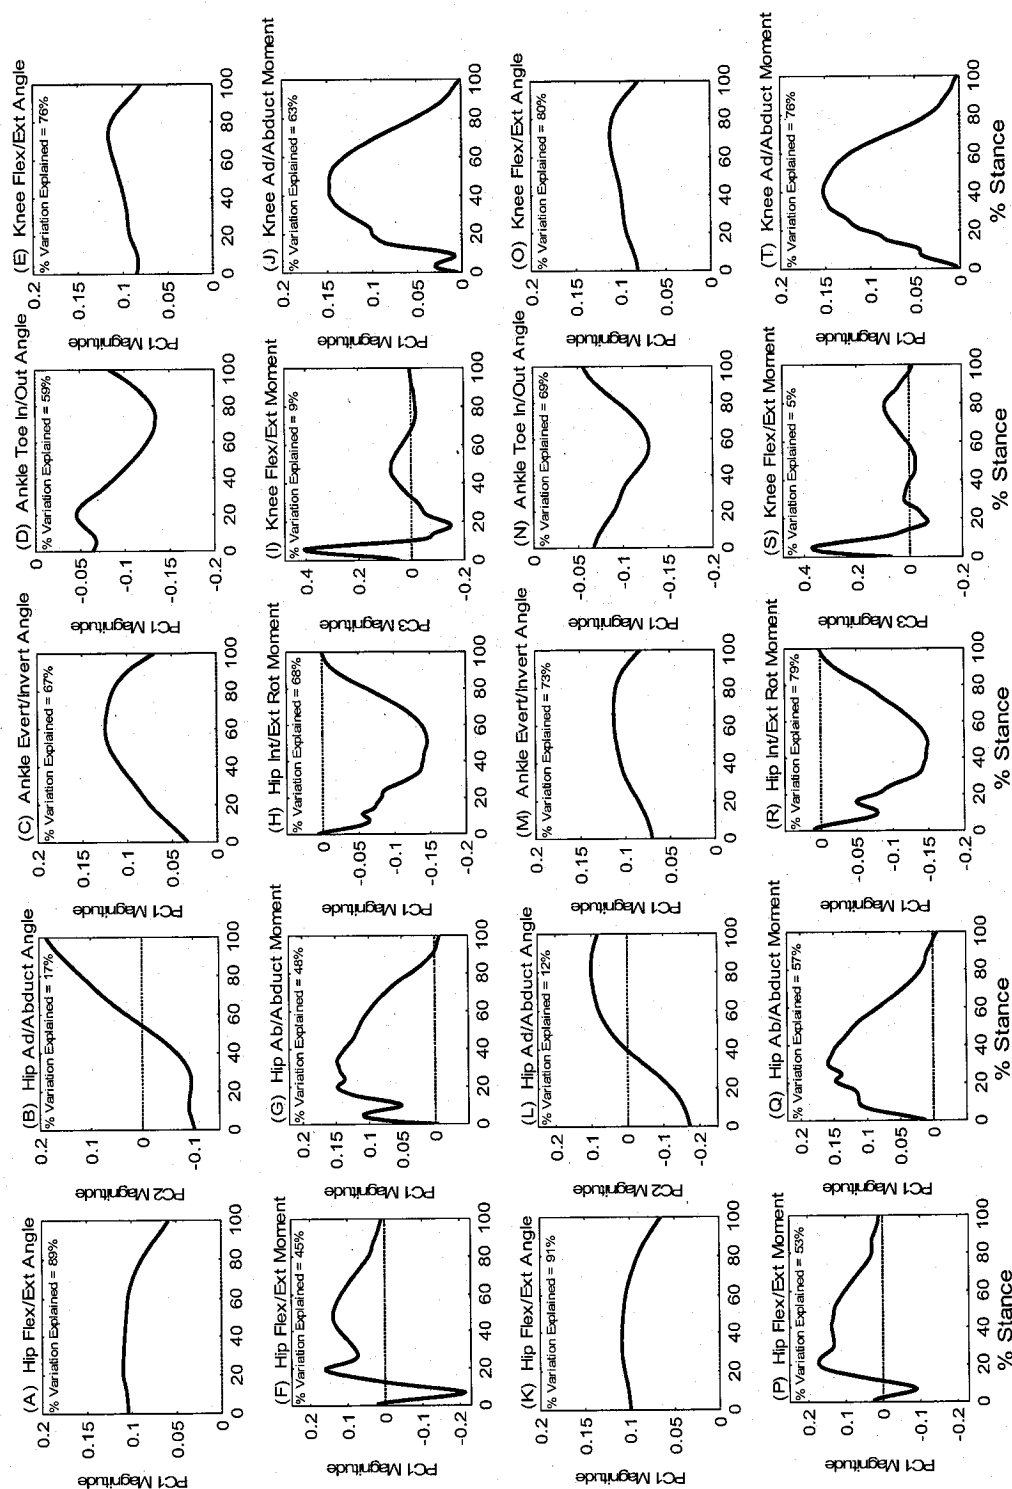 (A) Hip Flex/Ext Angle
% Variation Explained = 89%
PC1 Magnitude
0.2
0.15
0.1
0.05
0
0 20 40 60 80 100
(B) Hip Ad/Abduct Angle
% Variation Explained = 17%
PC2 Magnitude
0.2
0.1
0
-0.1
0 20 40 60 80 100
(C) Ankle Evert/Invert Angle
% Variation Explained = 67%
PC1 Magnitude
0.2
0.15
0.1
0.05
0
0 20 40 60 80 100
(D) Ankle Toe In/Out Angle
% Variation Explained = 59%
PC1 Magnitude
0
-0.05
-0.1
-0.15
-0.2
0 20 40 60 80 100
(E) Knee Flex/Ext Angle
% Variation Explained = 76%
PC1 Magnitude
0.2
0.15
0.1
0.05
0
0 20 40 60 80 100
(F) Hip Flex/Ext Moment
% Variation Explained = 45%
PC1 Magnitude
0.2
0.1
0
-0.1
-0.2
0 20 40 60 80 100
(G) Hip Ab/Abduct Moment
% Variation Explained = 48%
PC1 Magnitude
0.2
0.15
0.1
0.05
0
0 20 40 60 80 100
(H) Hip Int/Ext Rot Moment
% Variation Explained = 68%
PC1 Magnitude
0
-0.05
-0.1
-0.15
-0.2
0 20 40 60 80 100
(I) Knee Flex/Ext Moment
% Variation Explained = 9%
PC3 Magnitude
0.4
0.2
0
-0.2
0 20 40 60 80 100
(J) Knee Ad/Abduct Moment
% Variation Explained = 63%
PC1 Magnitude
0.2
0.15
0.1
0.05
0
0 20 40 60 80 100
(K) Hip Flex/Ext Angle
% Variation Explained = 91%
PC1 Magnitude
0.2
0.15
0.1
0.05
0
0 20 40 60 80 100
(L) Hip Ad/Abduct Angle
% Variation Explained = 12%
PC2 Magnitude
0.2
0.1
0
-0.1
-0.2
0 20 40 60 80 100
(M) Ankle Evert/Invert Angle
% Variation Explained = 73%
PC1 Magnitude
0.2
0.15
0.1
0.05
0
0 20 40 60 80 100
(N) Ankle Toe In/Out Angle
% Variation Explained = 69%
PC1 Magnitude
0
-0.05
-0.1
-0.15
-0.2
0 20 40 60 80 100
(O) Knee Flex/Ext Angle
% Variation Explained = 80%
PC1 Magnitude
0.2
0.15
0.1
0.05
0
0 20 40 60 80 100
(P) Hip Flex/Ext Moment
% Variation Explained = 53%
PC1 Magnitude
0.2
0.1
0
-0.1
-0.2
0 20 40 60 80 100
% Stance
(Q) Hip Ab/Abduct Moment
% Variation Explained = 57%
PC1 Magnitude
0.2
0.15
0.1
0.05
0
0 20 40 60 80 100
% Stance
(R) Hip Int/Ext Rot Moment
% Variation Explained = 79%
PC1 Magnitude
0
-0.05
-0.1
-0.15
-0.2
0 20 40 60 80 100
% Stance
(S) Knee Flex/Ext Moment
% Variation Explained = 5%
PC3 Magnitude
0.4
0.2
0
-0.2
0 20 40 60 80 100
% Stance
(T) Knee Ad/Abduct Moment
% Variation Explained = 76%
PC1 Magnitude
0.2
0.15
0.1
0.05
0
0 20 40 60 80 100
% Stance